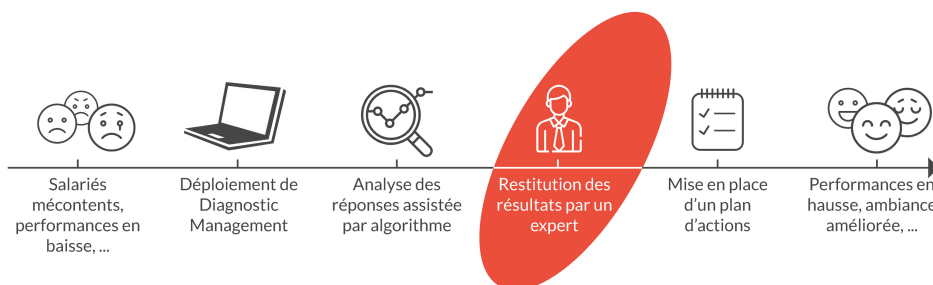 Salariés
mécontents,
performances en
baisse, ...
Déploiement de
Diagnostic
Management
Analyse des
réponses assistée
par algorithme
Restitution des
résultats par un
expert
Mise en place
d'un plan
d'actions
Performances en
hausse, ambiance
améliorée, ...